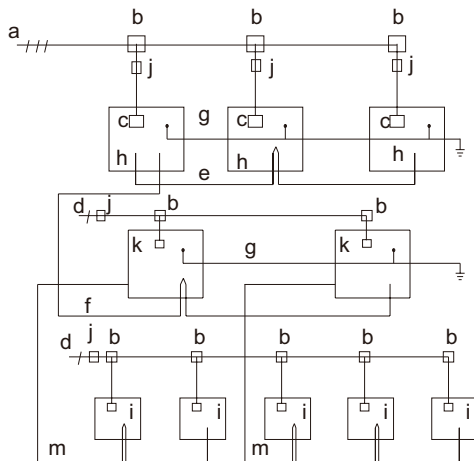 b b b
a
j j j
c g c c
h e h h
d j b b
k g k
f
d j b b b b b
i i i i i
m m